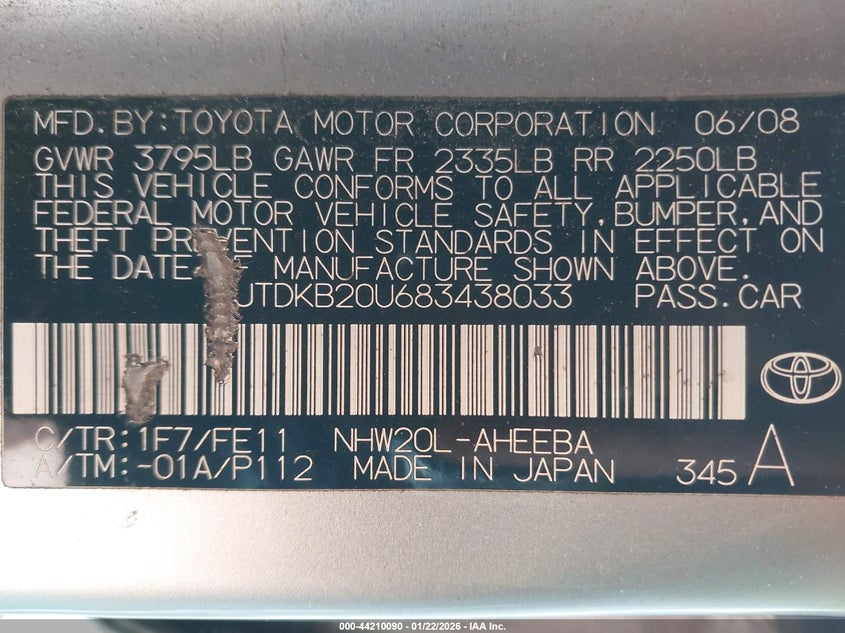 MFD.BY:TOYOTA MOTOR CORPORATION 06/08
GVWR 3795LB GAWR FR 2335LB RR 2250LB
THIS VEHICLE CONFORMS TO ALL APPLICABLE
FEDERAL MOTOR VEHICLE SAFETY,BUMPER,AND
THEFT PREVENTION STANDARDS IN EFFECT ON
THE DATE MANUFACTURE SHOWN ABOVE.
JTDKB20U683438033 PASS.CAR
C/TR:1F7/FE11 NHW20L-AHEEBA
A/TM:-01A/P112 MADE IN JAPAN 345 A
000-44210090 - 01/22/2026 - IAA Inc.